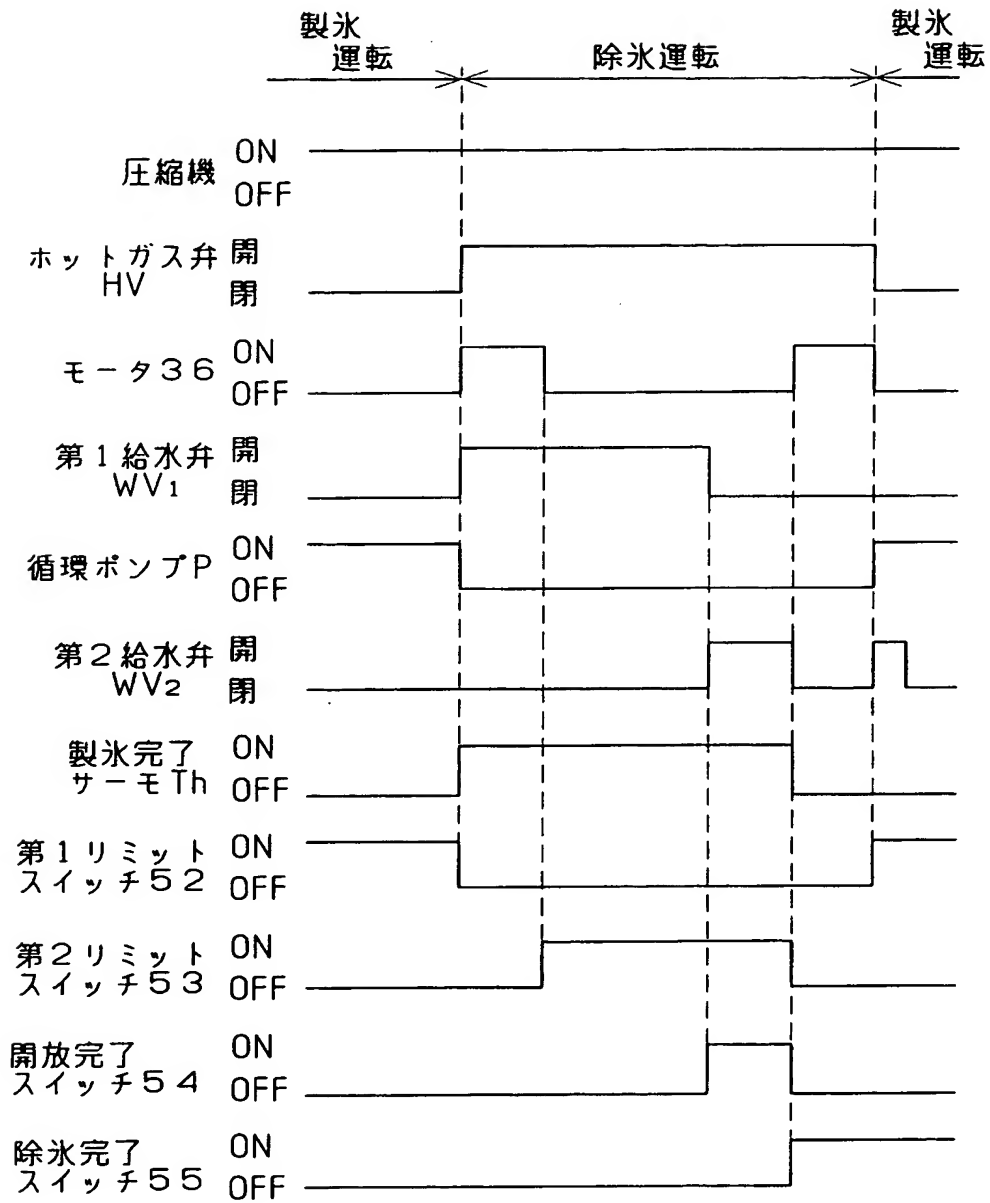 製氷
運転
除氷運転
製氷
運転
圧縮機
ON
OFF
ホットガス弁
HV
開
閉
モータ36
ON
OFF
第1給水弁
WV1
開
閉
循環ポンプP
ON
OFF
第2給水弁
WV2
開
閉
製氷完了
サーモTh
ON
OFF
第1リミット
スイッチ52
ON
OFF
第2リミット
スイッチ53
ON
OFF
開放完了
スイッチ54
ON
OFF
除氷完了
スイッチ55
ON
OFF